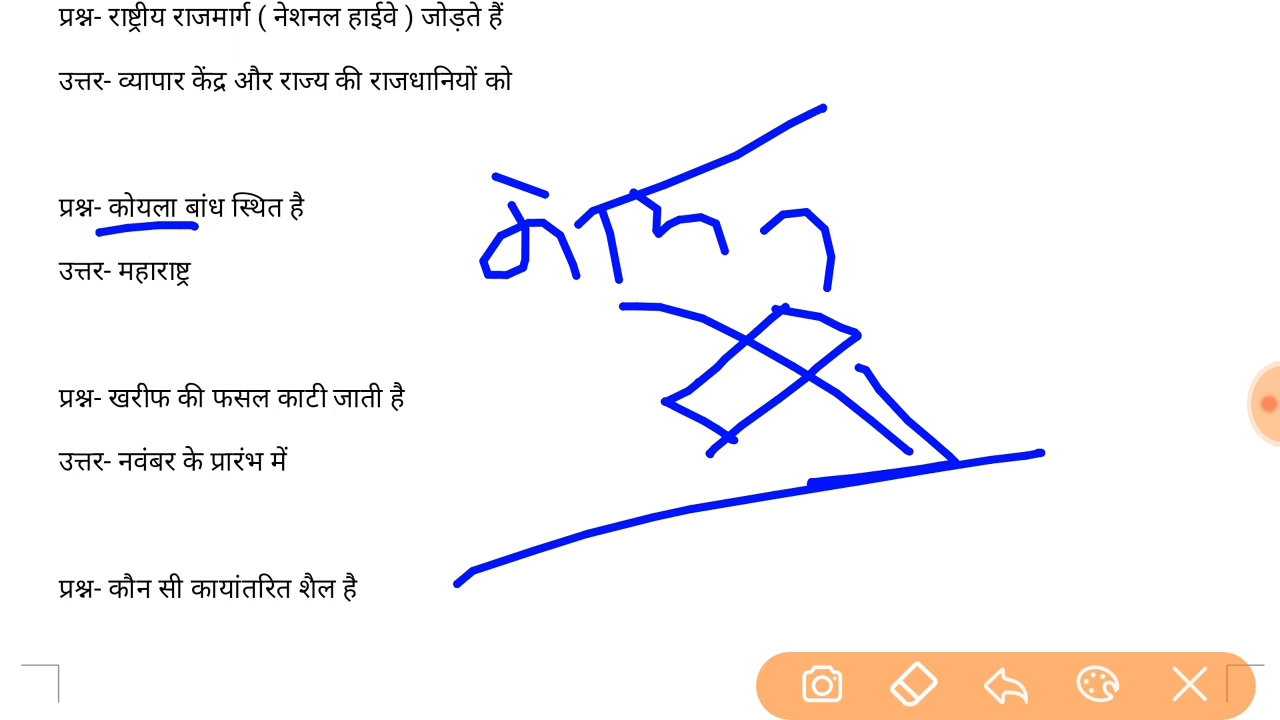 प्रश्न- राष्ट्रीय राजमार्ग ( नेशनल हाईवे ) जोड़ते हैं
उत्तर- व्यापार केंद्र और राज्य की राजधानियों को
प्रश्न- कोयला बांध स्थित है
उत्तर- महाराष्ट्र
प्रश्न- खरीफ की फसल काटी जाती है
उत्तर- नवंबर के प्रारंभ में
प्रश्न- कौन सी कायांतरित शैल है